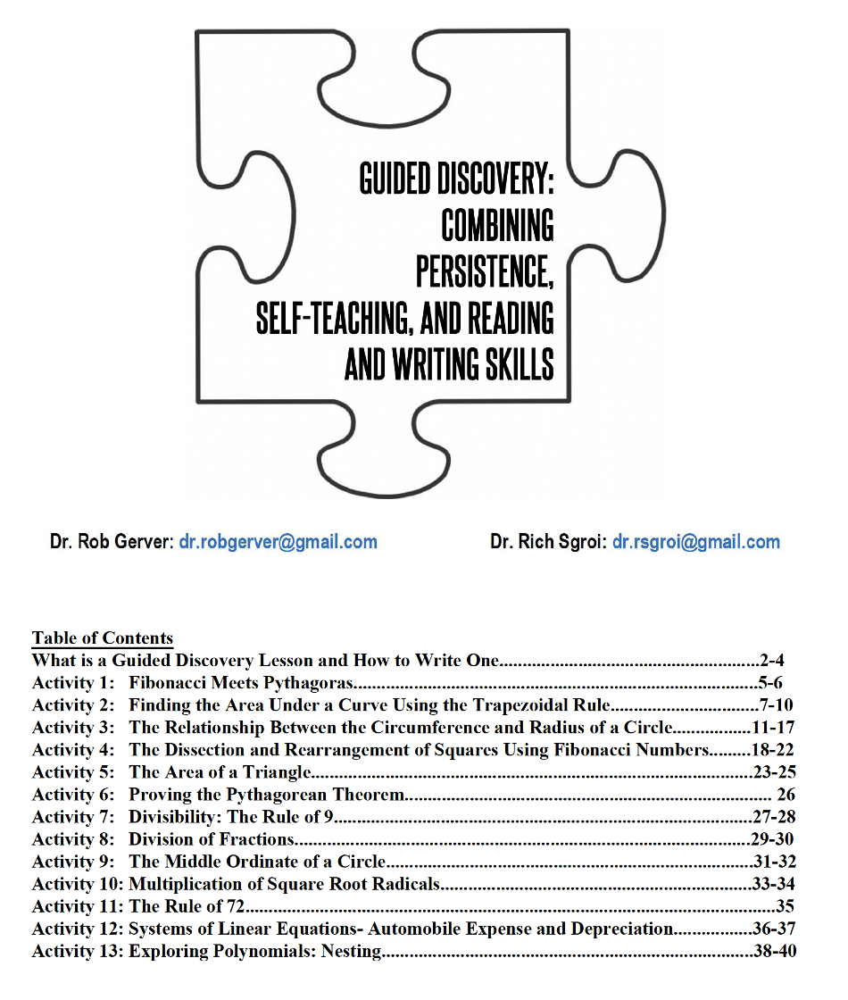 GUIDED DISCOVERY:
COMBINING
PERSISTENCE,
SELF-TEACHING, AND READING
AND WRITING SKILLS
Dr. Rob Gerver: dr.robgerver@gmail.com Dr. Rich Sgroi: dr.rsgroi@gmail.com
Table of Contents
What is a Guided Discovery Lesson and How to Write One....................................................2-4
Activity 1: Fibonacci Meets Pythagoras.................................................................................5-6
Activity 2: Finding the Area Under a Curve Using the Trapezoidal Rule..............................7-10
Activity 3: The Relationship Between the Circumference and Radius of a Circle................11-17
Activity 4: The Dissection and Rearrangement of Squares Using Fibonacci Numbers.........18-22
Activity 5: The Area of a Triangle.........................................................................................23-25
Activity 6: Proving the Pythagorean Theorem......................................................................... 26
Activity 7: Divisibility: The Rule of 9....................................................................................27-28
Activity 8: Division of Fractions............................................................................................29-30
Activity 9: The Middle Ordinate of a Circle..........................................................................31-32
Activity 10: Multiplication of Square Root Radicals..............................................................33-34
Activity 11: The Rule of 72..........................................................................................................35
Activity 12: Systems of Linear Equations- Automobile Expense and Depreciation................36-37
Activity 13: Exploring Polynomials: Nesting..........................................................................38-40